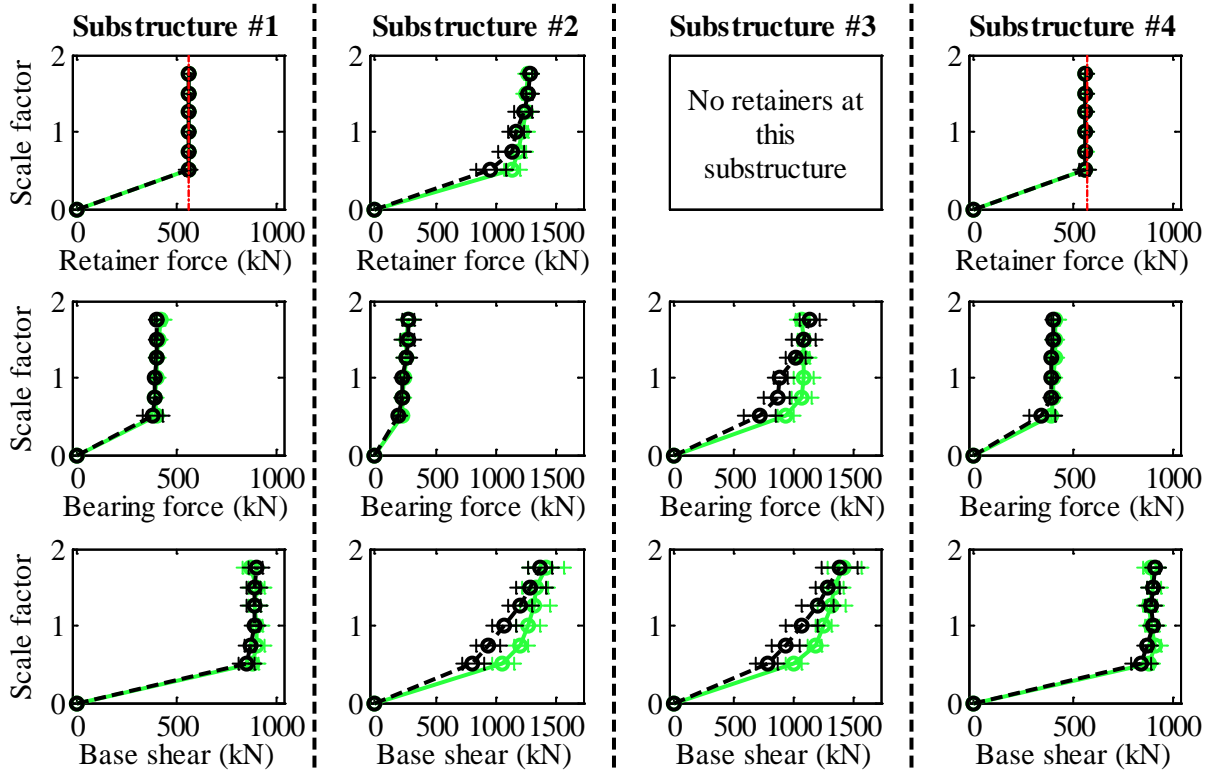 Substructure #1
Substructure #2
Substructure #3
Substructure #4
Scale factor
2
1
0
0 500 1000
Retainer force (kN)
2
1
0
0 500 1000 1500
Retainer force (kN)
No retainers at
this
substructure
2
1
0
0 500 1000
Retainer force (kN)
Scale factor
2
1
0
0 500 1000
Bearing force (kN)
2
1
0
0 500 1000 1500
Bearing force (kN)
2
1
0
0 500 1000 1500
Bearing force (kN)
2
1
0
0 500 1000
Bearing force (kN)
Scale factor
2
1
0
0 500 1000
Base shear (kN)
2
1
0
0 500 1000 1500
Base shear (kN)
2
1
0
0 500 1000 1500
Base shear (kN)
2
1
0
0 500 1000
Base shear (kN)